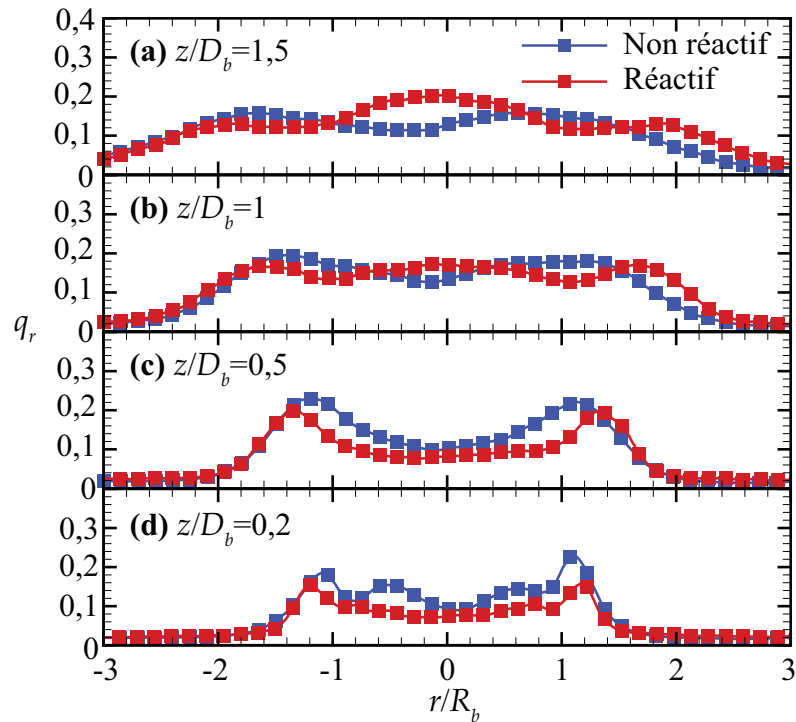 0,4
(a) z/D_b=1,5
Non réactif
Réactif
0,3
0,2
0,1
0
(b) z/D_b=1
0,3
0,2
0,1
0
(c) z/D_b=0,5
0,3
0,2
0,1
0
(d) z/D_b=0,2
0,3
0,2
0,1
0
q_r
-3 -2 -1 0 1 2 3
r/R_b